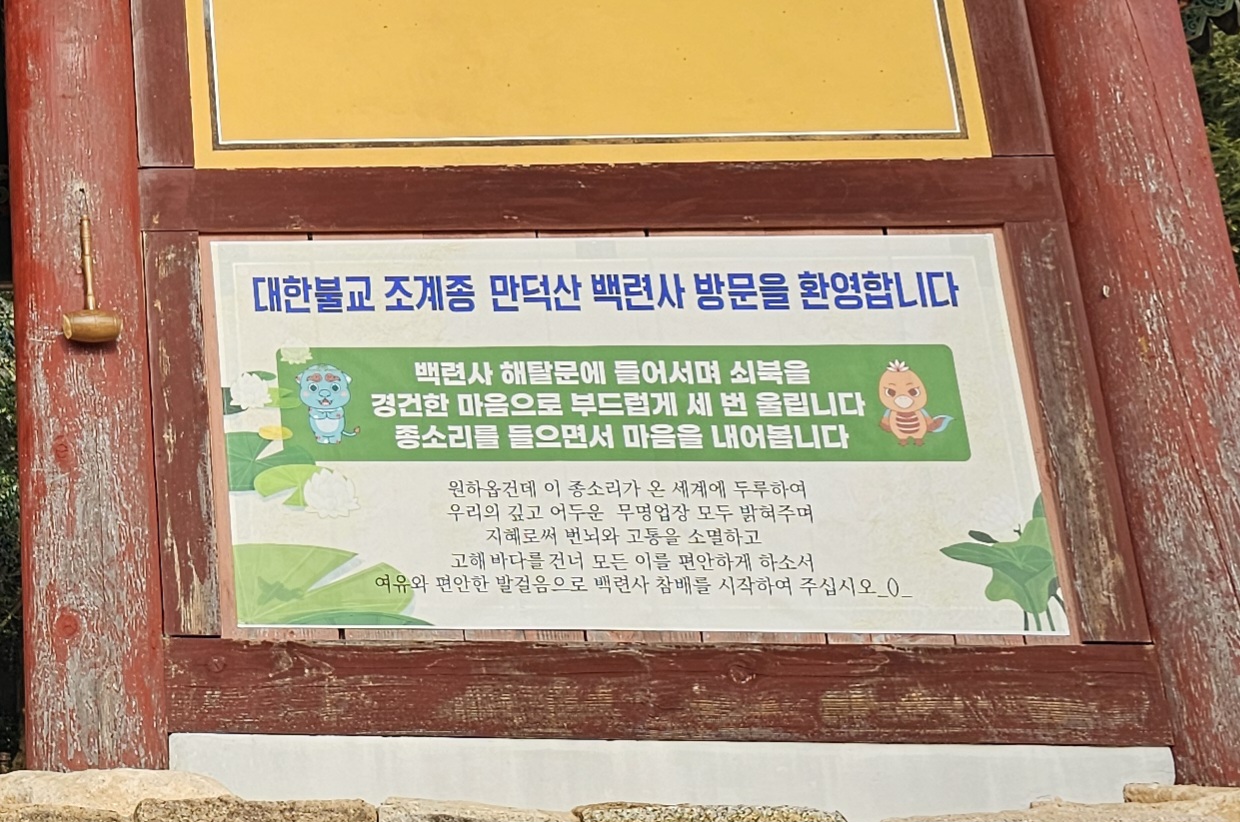 대한불교 조계종 만덕산 백련사 방문을 환영합니다
백련사 해탈문에 들어서며 쇠북을
경건한 마음으로 부드럽게 세 번 울립니다
종소리를 들으면서 마음을 내어봅니다
원하옵건데 이 종소리가 온 세계에 두루하여
우리의 깊고 어두운 무명업장 모두 밝혀주며
지혜로써 번뇌와 고통을 소멸하고
고해 바다를 건너 모든 이를 편안하게 하소서
여유와 편안한 발걸음으로 백련사 참배를 시작하여 주십시오_()_